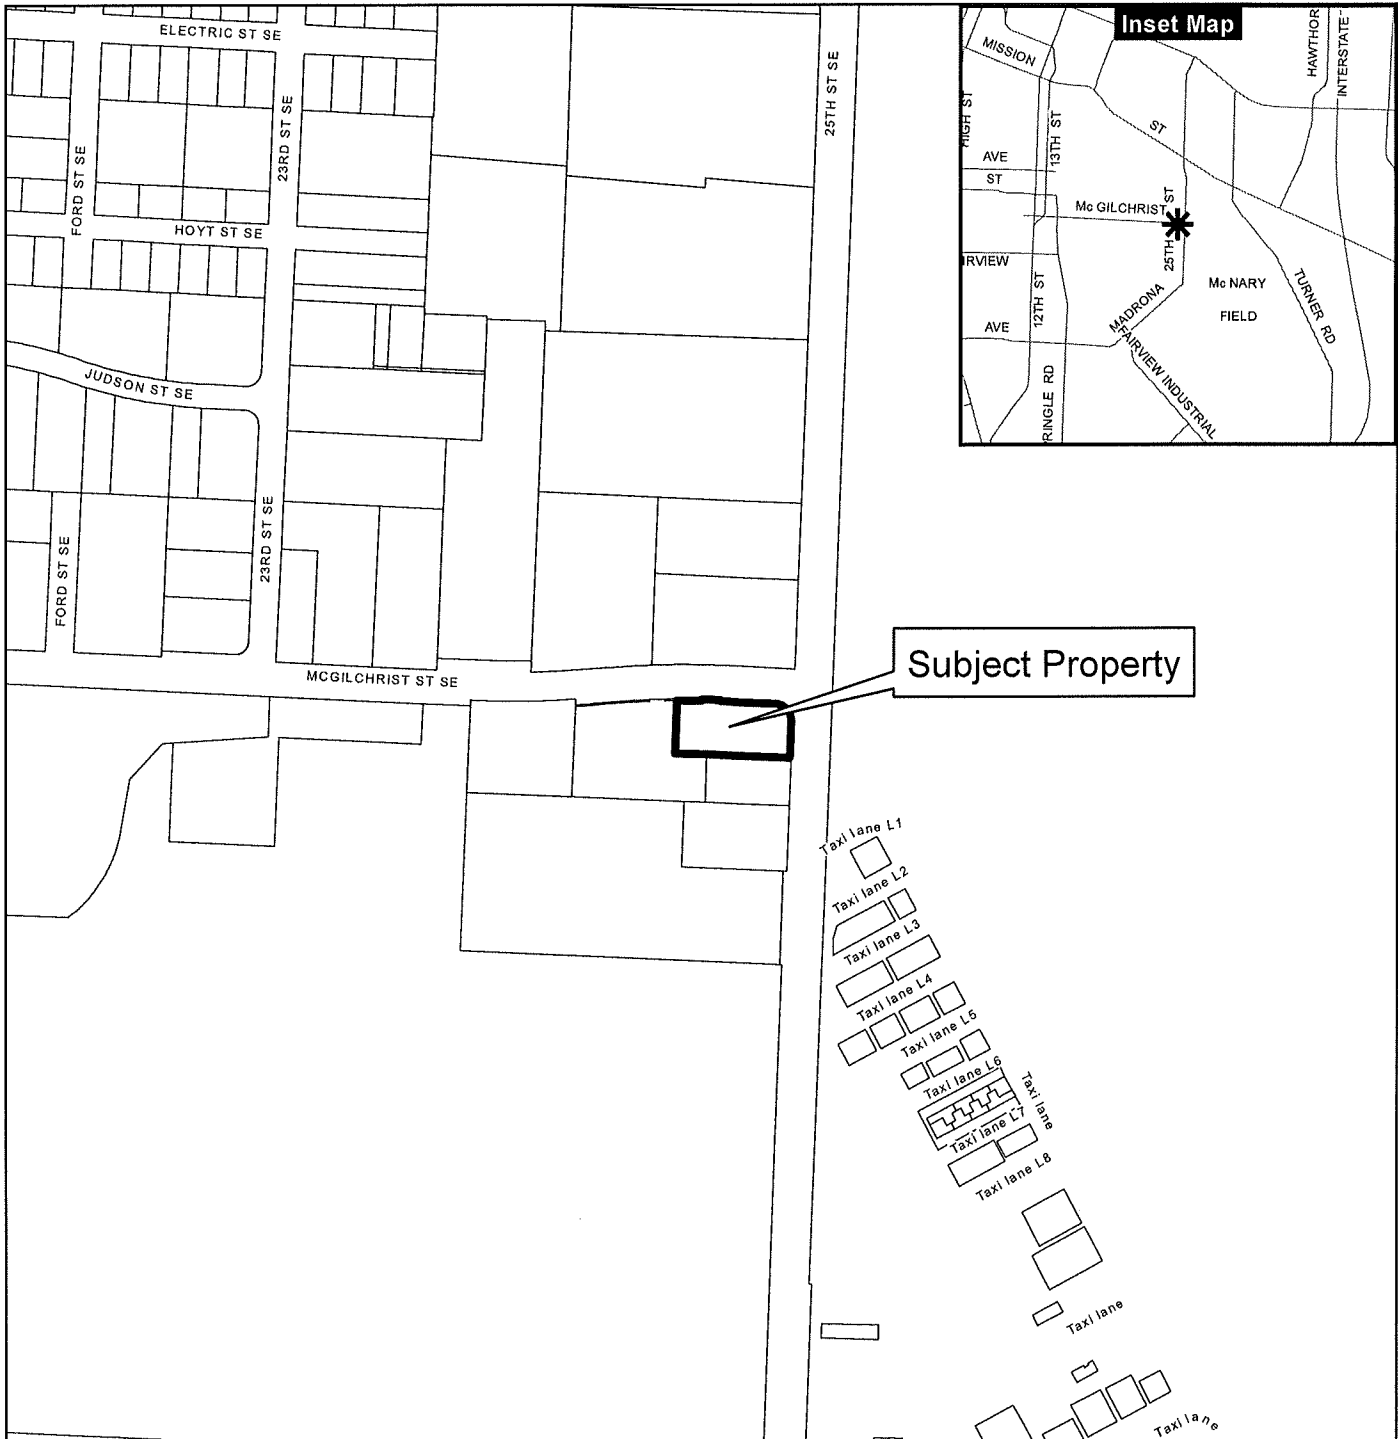 ELECTRIC ST SE
23RD ST SE
25TH ST SE
FORD ST SE
HOYT ST SE
JUDSON ST SE
23RD ST SE
FORD ST SE
MCGILCHRIST ST SE
Subject Property
Inset Map
MISSION
HAWTHOR
INTERSTATE
HIGH ST
13TH ST
ST
AVE
ST
Mc GILCHRIST
25TH ST
IRVIEW
12TH ST
MADRONA
Mc NARY
FIELD
TURNER RD
AVE
FAIRVIEW INDUSTRIAL
RINGLE RD
Taxi lane L1
Taxi lane L2
Taxi lane L3
Taxi lane L4
Taxi lane L5
Taxi lane L6
Taxi lane
Taxi lane L7
Taxi lane L8
Taxi lane
Taxi lane